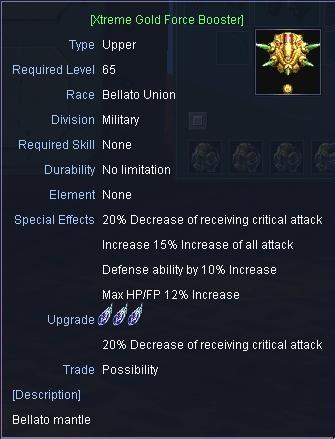 [Xtreme Gold Force Booster]
Type Upper
Required Level 65
Race Bellato Union
Division Military
Required Skill None
Durability No limitation
Element None
Special Effects 20% Decrease of receiving critical attack
Increase 15% Increase of all attack
Defense ability by 10% Increase
Max HP/FP 12% Increase
Upgrade
20% Decrease of receiving critical attack
Trade Possibility
[Description]
Bellato mantle